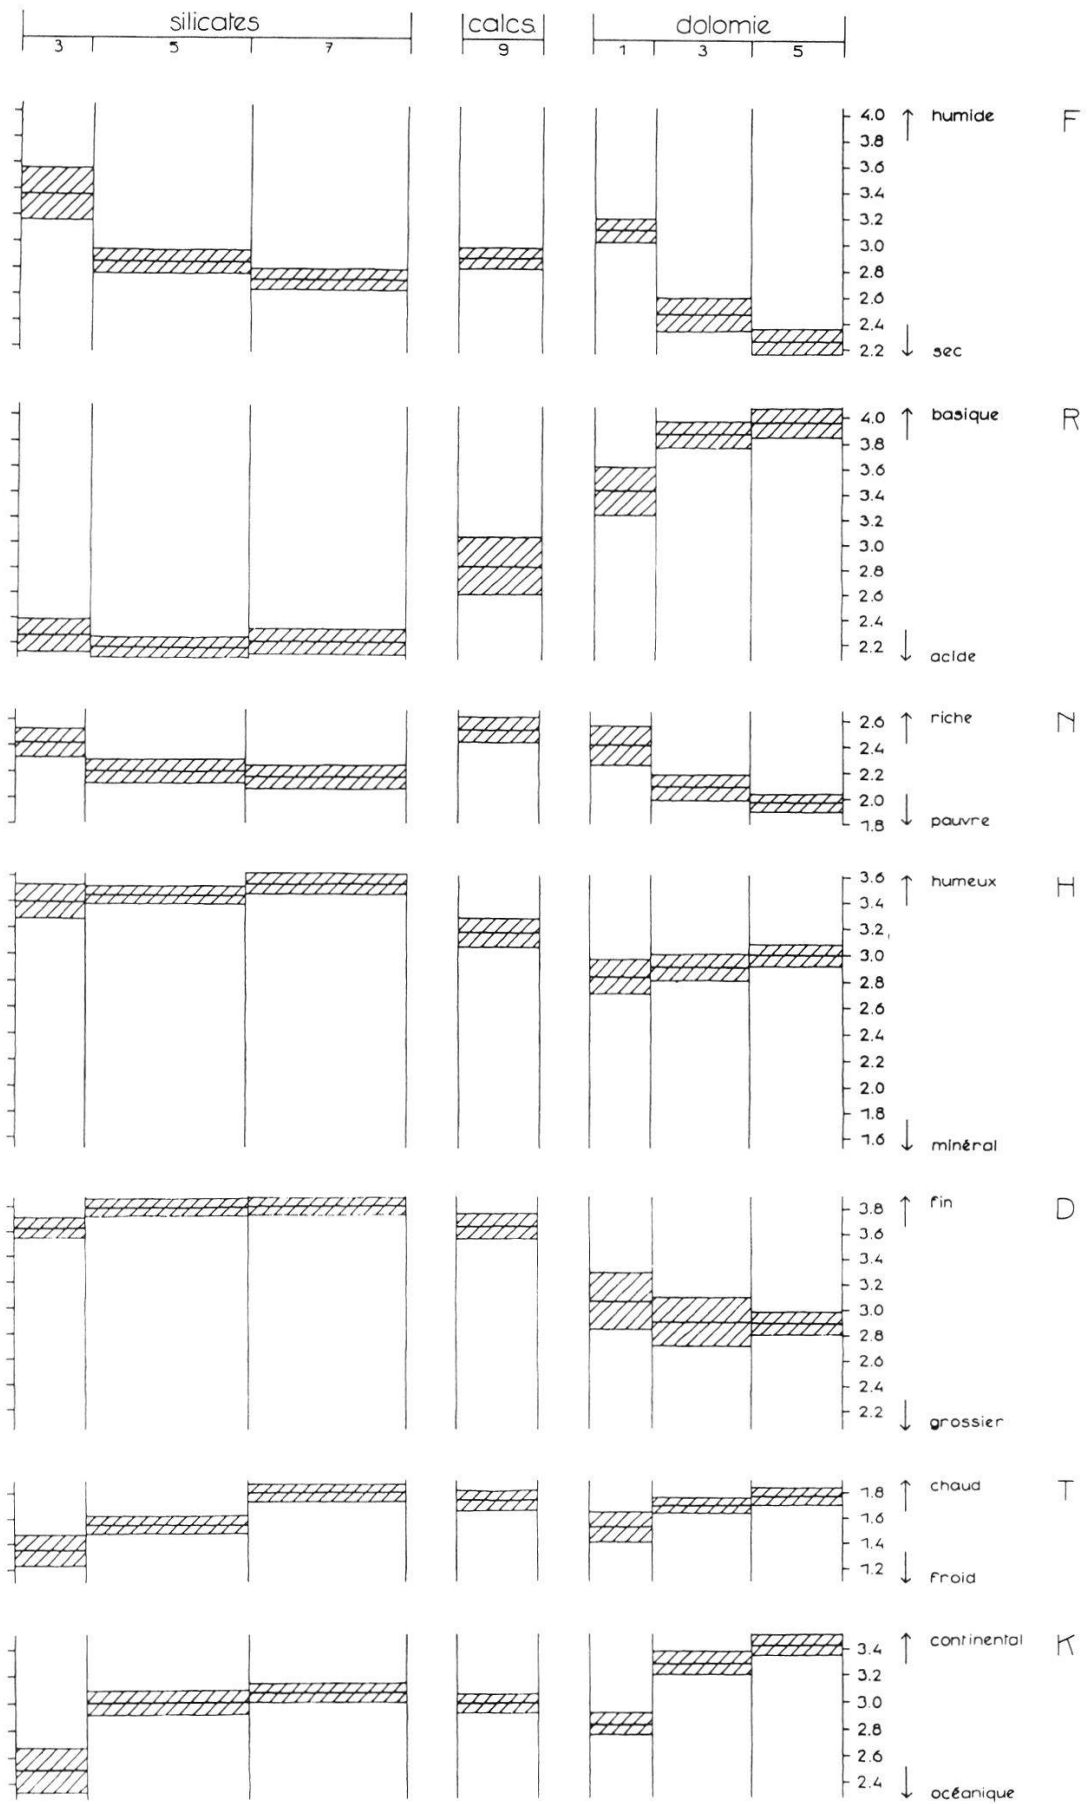 silicates calcs. dolomie
3 5 7 9 1 3 5
4.0 humide F
3.8
3.6
3.4
3.2
3.0
2.8
2.6
2.4
2.2 sec
4.0 basique R
3.8
3.6
3.4
3.2
3.0
2.8
2.6
2.4
2.2 acide
2.6 riche N
2.4
2.2
2.0
1.8 pauvre
3.6 humeux H
3.4
3.2
3.0
2.8
2.6
2.4
2.2
2.0
1.8
1.6 minéral
3.8 fin D
3.6
3.4
3.2
3.0
2.8
2.6
2.4
2.2 grossier
1.8 chaud T
1.6
1.4
1.2 froid
3.4 continental K
3.2
3.0
2.8
2.6
2.4 océanique